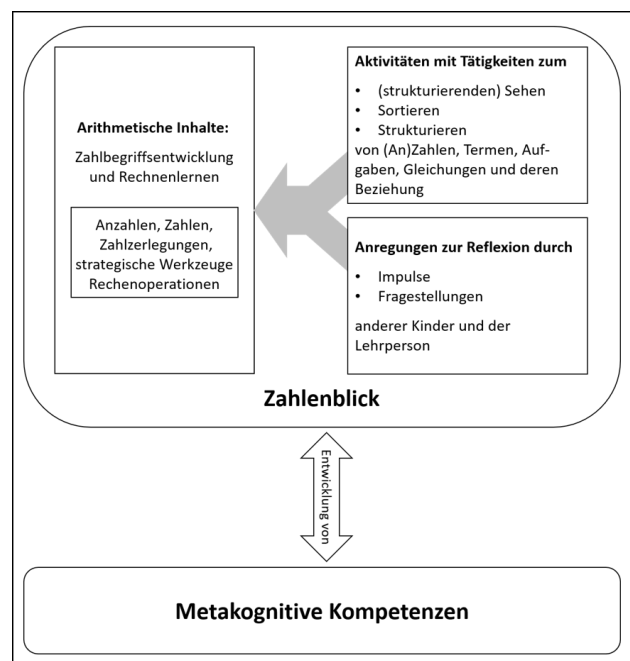 Arithmetische Inhalte:
Zahlbegriffsentwicklung
und Rechnenlernen
Anzahlen, Zahlen,
Zahlzerlegungen,
strategische Werkzeuge
Rechenoperationen
Aktivitäten mit Tätigkeiten zum
• (strukturierenden) Sehen
• Sortieren
• Strukturieren
von (An)Zahlen, Termen, Auf-
gaben, Gleichungen und deren
Beziehung
Anregungen zur Reflexion durch
• Impulse
• Fragestellungen
anderer Kinder und der
Lehrperson
Zahlenblick
Entwicklung von
Metakognitive Kompetenzen